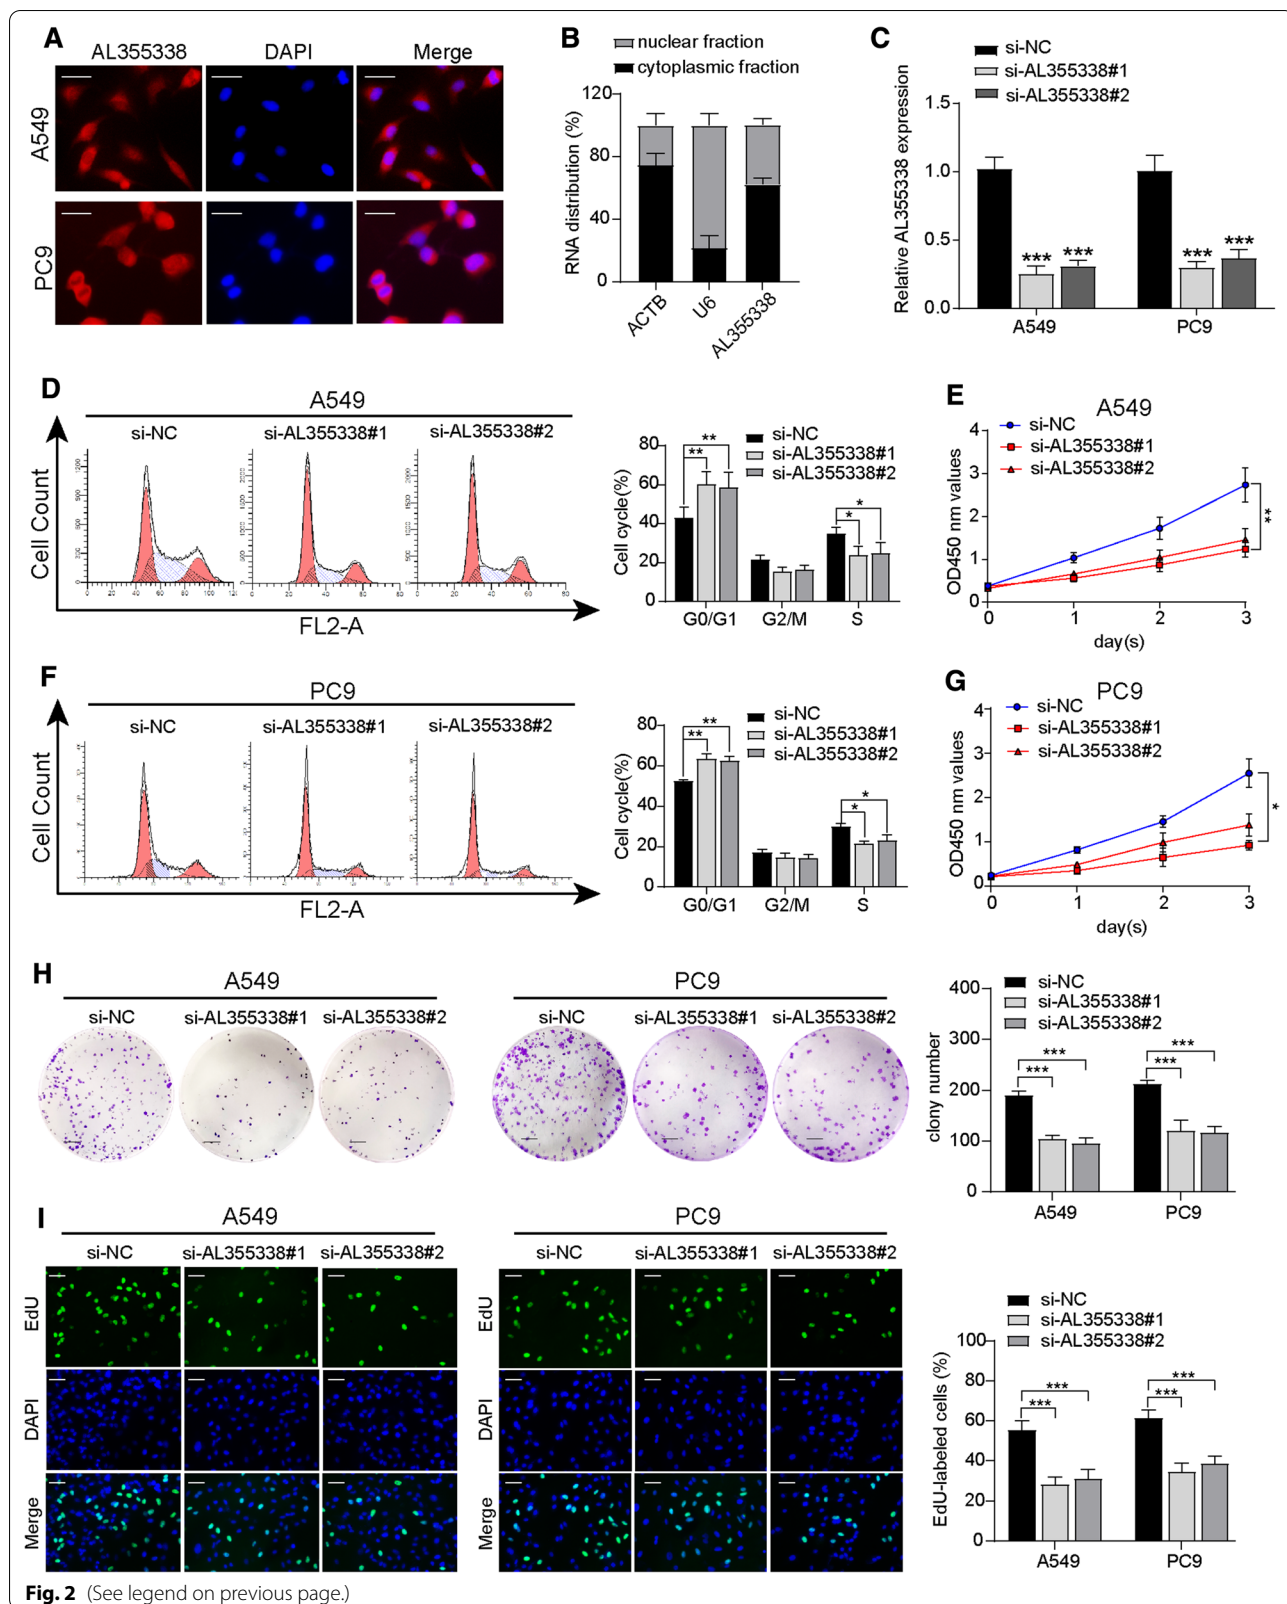 A
AL355338 DAPI Merge
A549
PC9
B
nuclear fraction
cytoplasmic fraction
RNA distribution (%)
120
80
40
0
ACTB U6 AL355338
C
si-NC
si-AL355338#1
si-AL355338#2
Relative AL355338 expression
1.5
1.0
0.5
0.0
*** *** *** ***
A549 PC9
D
A549
si-NC si-AL355338#1 si-AL355338#2
Cell Count
FL2-A
si-NC
si-AL355338#1
si-AL355338#2
Cell cycle(%)
80
60
40
20
0
** ** * *
G0/G1 G2/M S
E
A549
si-NC
si-AL355338#1
si-AL355338#2
OD450 nm values
4
3
2
1
0
**
0 1 2 3
day(s)
F
PC9
si-NC si-AL355338#1 si-AL355338#2
Cell Count
FL2-A
si-NC
si-AL355338#1
si-AL355338#2
Cell cycle(%)
80
60
40
20
0
** ** * *
G0/G1 G2/M S
G
PC9
si-NC
si-AL355338#1
si-AL355338#2
OD450 nm values
4
3
2
1
0
*
0 1 2 3
day(s)
H
A549 PC9
si-NC si-AL355338#1 si-AL355338#2 si-NC si-AL355338#1 si-AL355338#2
si-NC
si-AL355338#1
si-AL355338#2
clony number
400
300
200
100
0
*** *** *** ***
A549 PC9
I
A549 PC9
si-NC si-AL355338#1 si-AL355338#2 si-NC si-AL355338#1 si-AL355338#2
EdU EdU
DAPI DAPI
Merge Merge
si-NC
si-AL355338#1
si-AL355338#2
EdU-labeled cells (%)
100
80
60
40
20
0
*** *** *** ***
A549 PC9
Fig. 2 (See legend on previous page.)